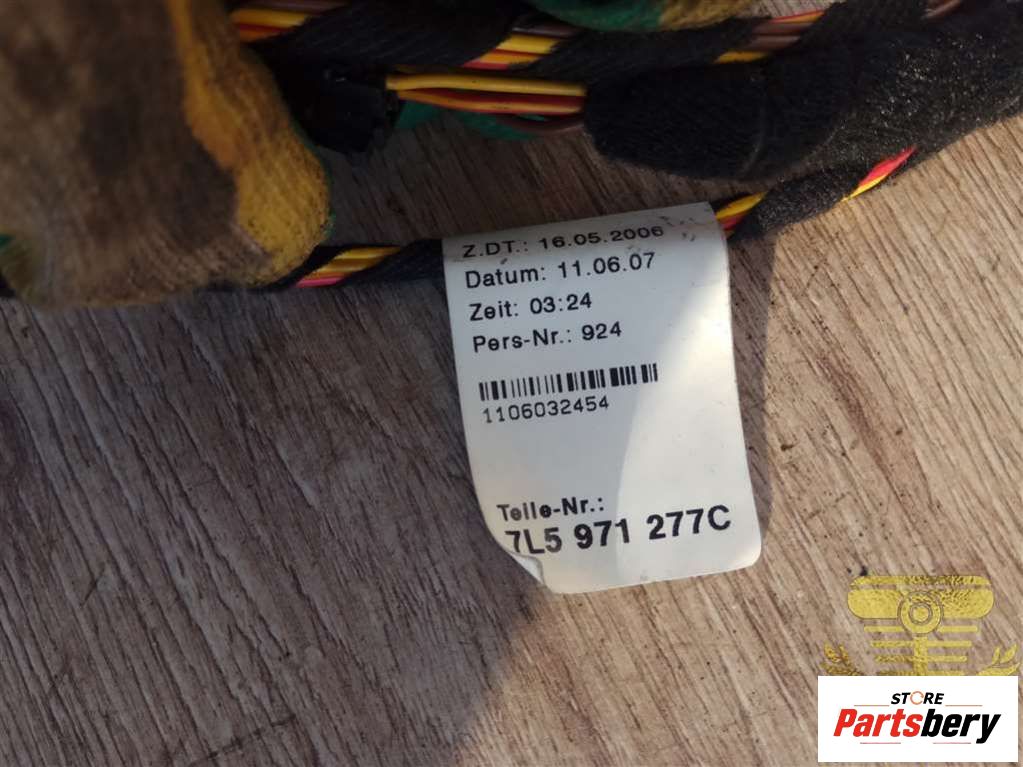 Z.DT.: 16.05.2006
Datum: 11.06.07
Zeit: 03:24
Pers-Nr.: 924
1106032454
Teile-Nr.:
7L5 971 277C
STORE
Partsbery